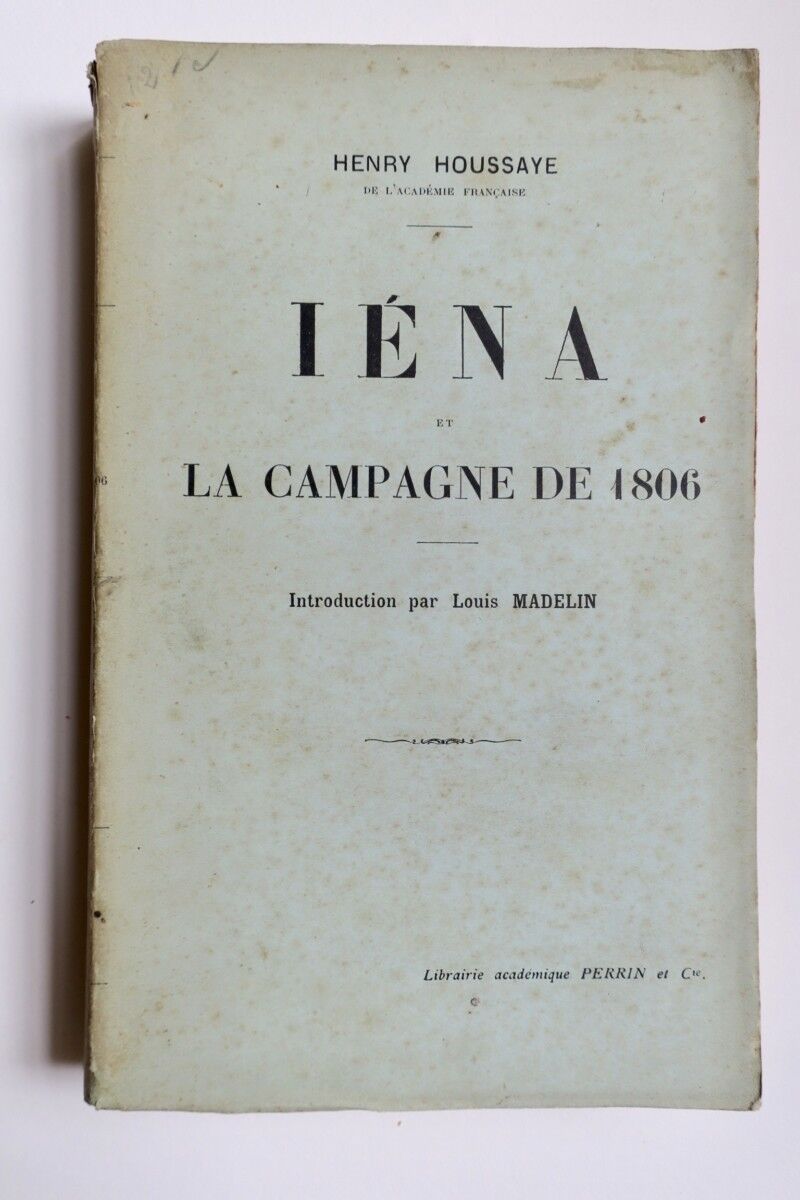 HENRY HOUSSAYE
DE L'ACADÉMIE FRANÇAISE
IÉNA
ET
LA CAMPAGNE DE 1806
Introduction par Louis MADELIN
Librairie académique PERRIN et Cie.